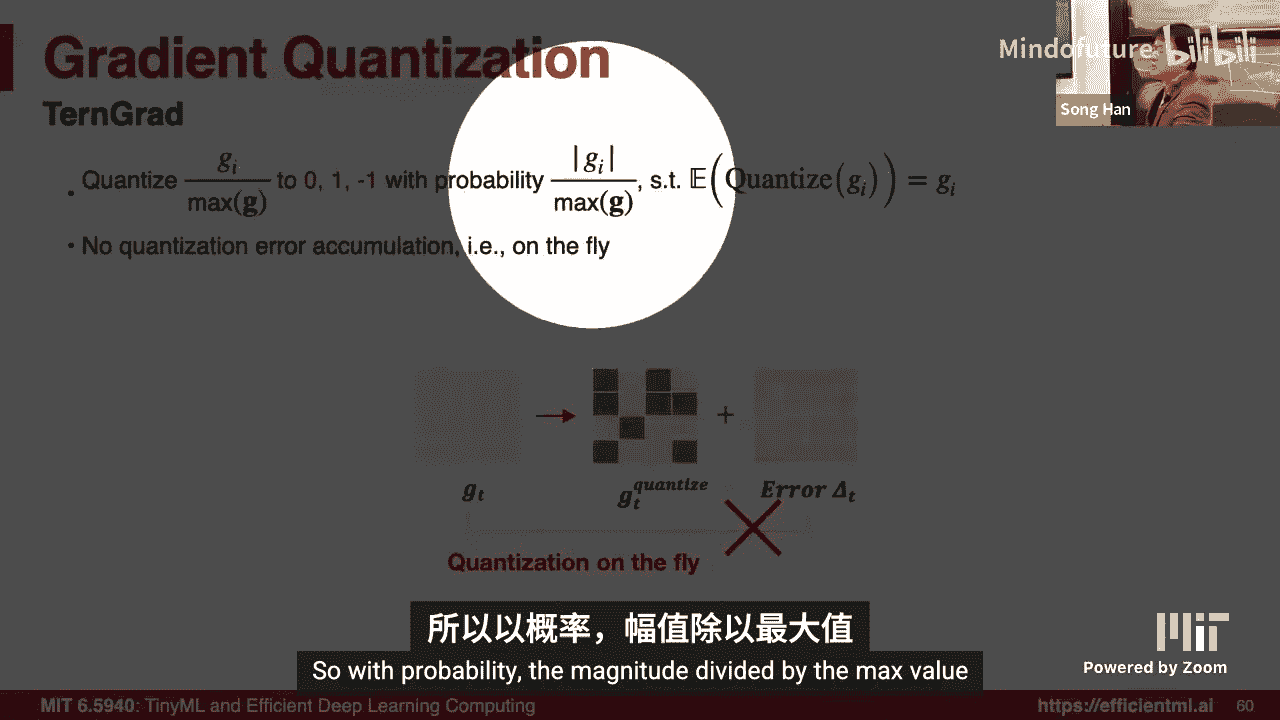 Gradient Quantization
Mindofuture bilibili
Song Han
TernGrad
• Quantize g_i / max(g) to 0, 1, -1 with probability |g_i| / max(g), s.t. 𝔼(Quantize(g_i)) = g_i
• No quantization error accumulation, i.e., on the fly
→ +
g_t g_t^quantize Error Δ_t
Quantization on the fly
所以以概率，幅值除以最大值
So with probability, the magnitude divided by the max value
MIT
Powered by Zoom
MIT 6.5940: TinyML and Efficient Deep Learning Computing https://efficientml.ai 60